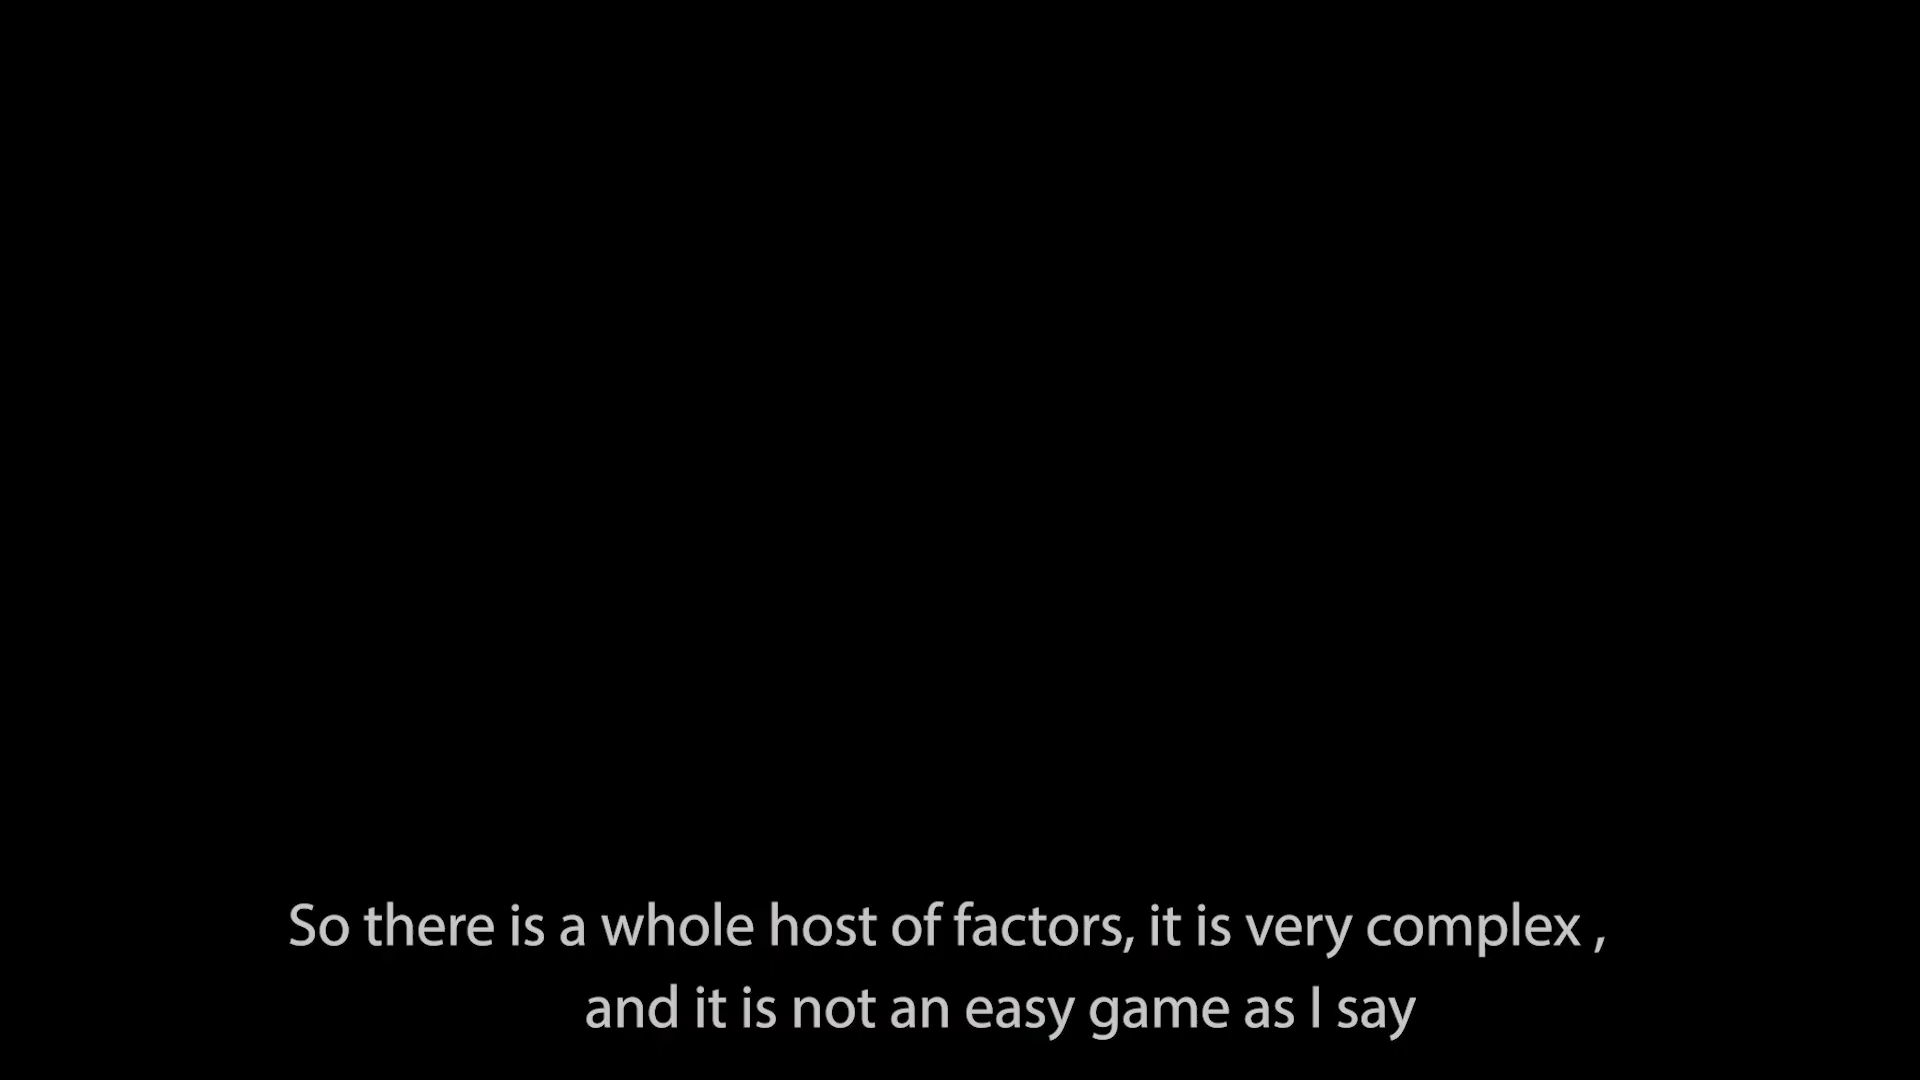 So there is a whole host of factors, it is very complex ,
and it is not an easy game as I say